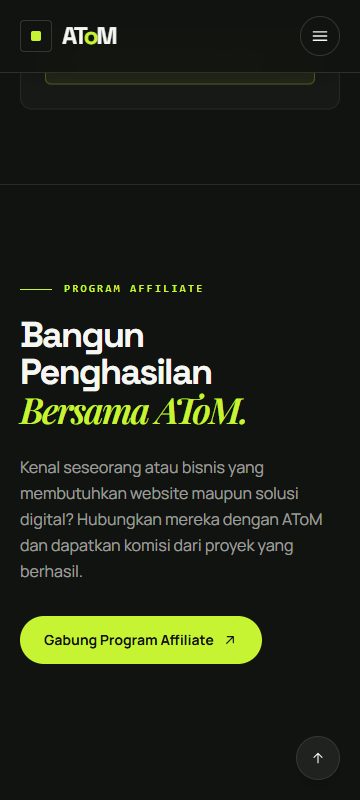 AToM
PROGRAM AFFILIATE
Bangun
Penghasilan
Bersama AToM.
Kenal seseorang atau bisnis yang
membutuhkan website maupun solusi
digital? Hubungkan mereka dengan AToM
dan dapatkan komisi dari proyek yang
berhasil.
Gabung Program Affiliate